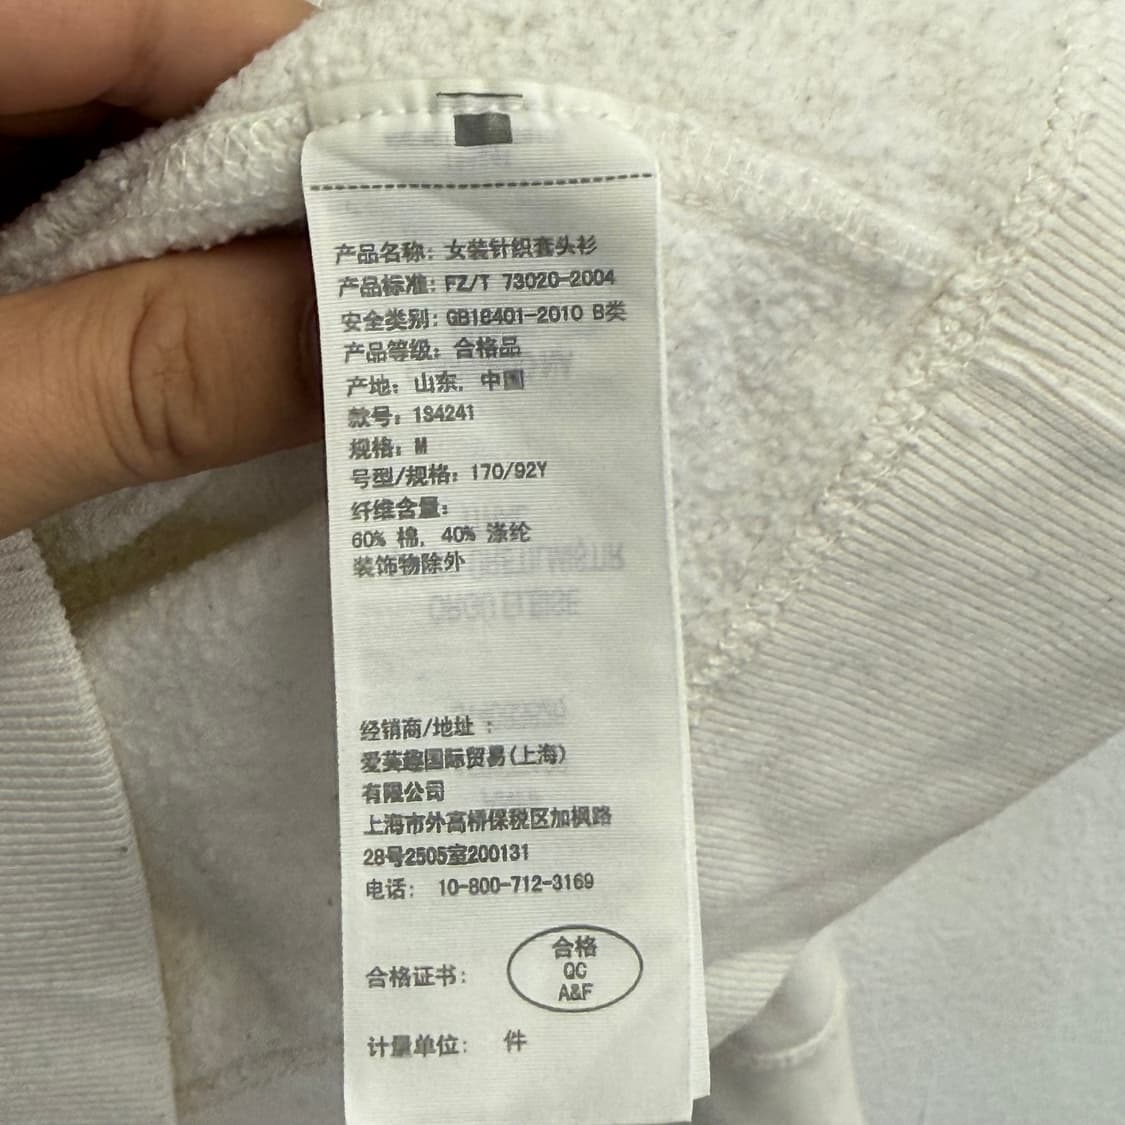 产品名称: 女装针织套头衫
产品标准: FZ/T 73020-2004
安全类别: GB18401-2010 B类
产品等级: 合格品
产地: 山东, 中国
款号: 1S4241
规格: M
号型/规格: 170/92Y
纤维含量:
60% 棉, 40% 涤纶
装饰物除外
经销商/地址 :
爱芙趣国际贸易(上海)
有限公司
上海市外高桥保税区加枫路
28号2505室200131
电话: 10-800-712-3169
合格证书:
合格
QC
A&F
计量单位: 件